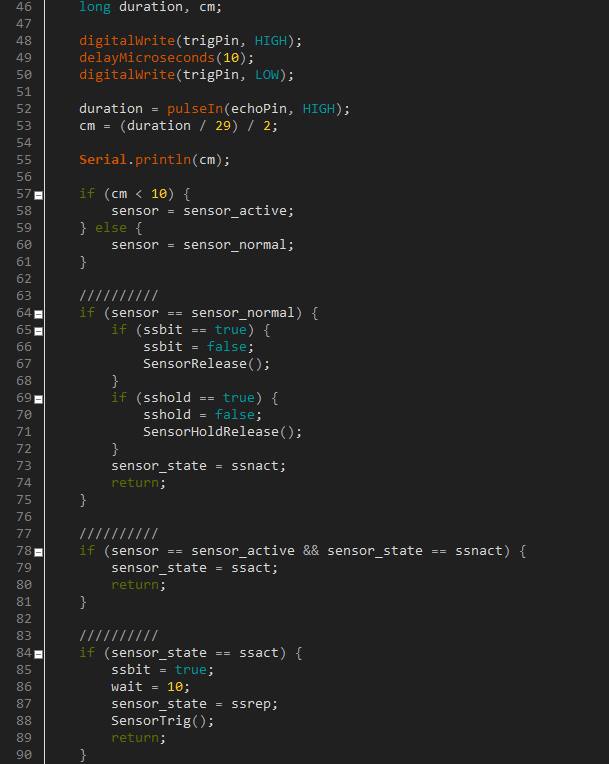 46 long duration, cm;
47
48 digitalWrite(trigPin, HIGH);
49 delayMicroseconds(10);
50 digitalWrite(trigPin, LOW);
51
52 duration = pulseIn(echoPin, HIGH);
53 cm = (duration / 29) / 2;
54
55 Serial.println(cm);
56
57 if (cm < 10) {
58 sensor = sensor_active;
59 } else {
60 sensor = sensor_normal;
61 }
62
63 //////////
64 if (sensor == sensor_normal) {
65 if (ssbit == true) {
66 ssbit = false;
67 SensorRelease();
68 }
69 if (sshold == true) {
70 sshold = false;
71 SensorHoldRelease();
72 }
73 sensor_state = ssnact;
74 return;
75 }
76
77 //////////
78 if (sensor == sensor_active && sensor_state == ssnact) {
79 sensor_state = ssact;
80 return;
81 }
82
83 //////////
84 if (sensor_state == ssact) {
85 ssbit = true;
86 wait = 10;
87 sensor_state = ssrep;
88 SensorTrig();
89 return;
90 }